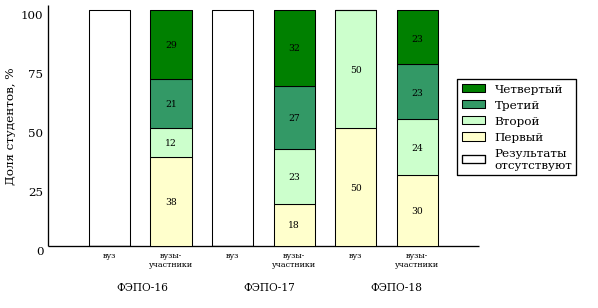 Доля студентов, %
100
75
50
25
0
29
21
12
38
32
27
23
18
50
50
23
23
24
30
вуз
вузы-
участники
вуз
вузы-
участники
вуз
вузы-
участники
ФЭПО-16
ФЭПО-17
ФЭПО-18
Четвертый
Третий
Второй
Первый
Результаты
отсутствуют